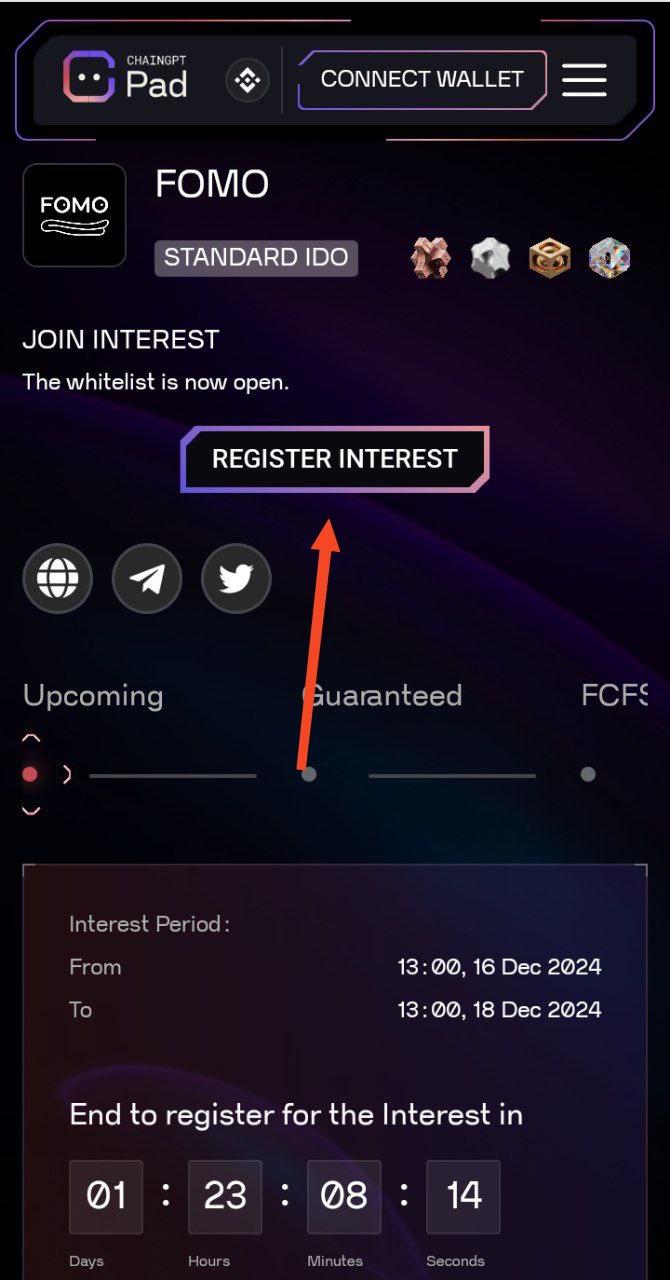 CHAINGPT
Pad
CONNECT WALLET
FOMO
FOMO
STANDARD IDO
JOIN INTEREST
The whitelist is now open.
REGISTER INTEREST
Upcoming Guaranteed FCFS
Interest Period:
From 13:00, 16 Dec 2024
To 13:00, 18 Dec 2024
End to register for the Interest in
01 : 23 : 08 : 14
Days Hours Minutes Seconds